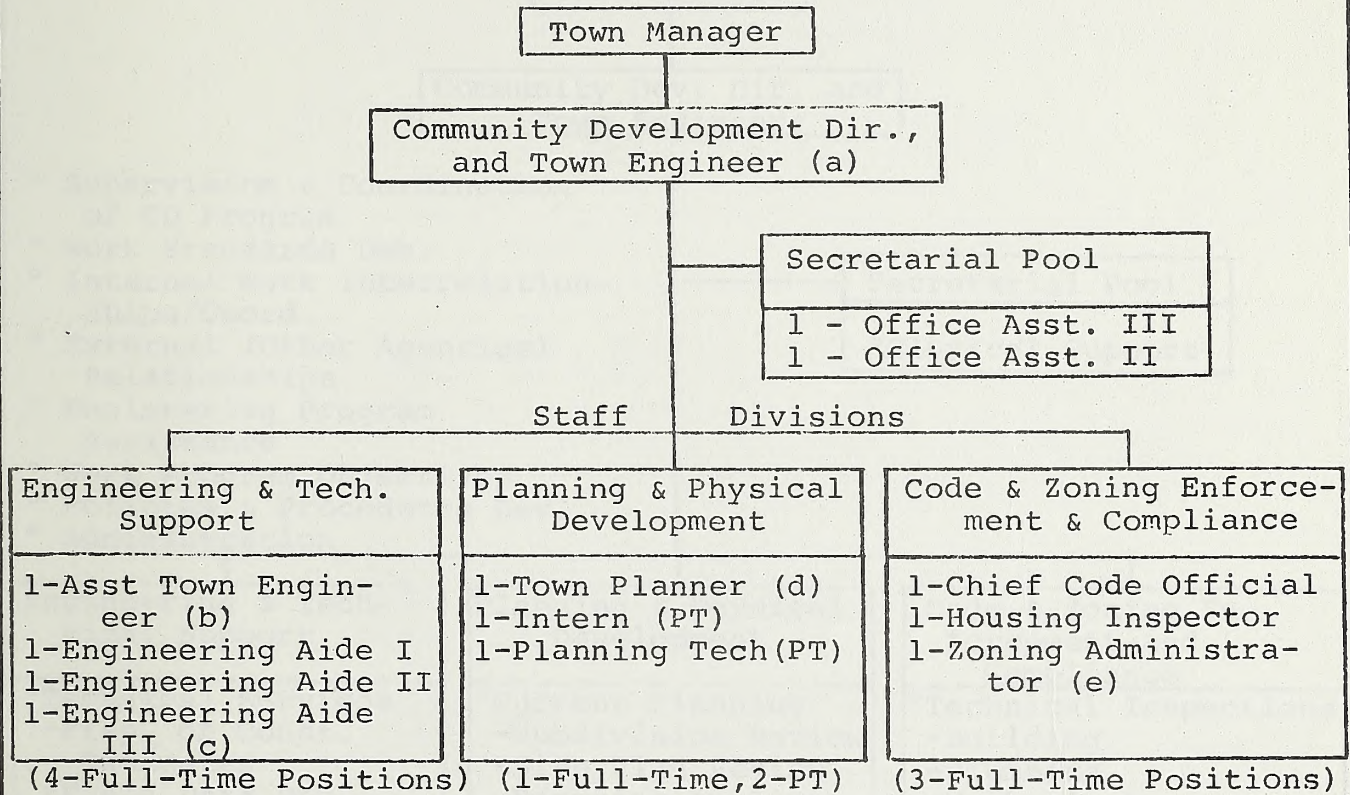 Town Manager
Community Development Dir.,
and Town Engineer (a)
Secretarial Pool
1 - Office Asst. III
1 - Office Asst. II
Staff Divisions
Engineering & Tech.
Support
1-Asst Town Engin-
eer (b)
1-Engineering Aide I
1-Engineering Aide II
1-Engineering Aide
III (c)
(4-Full-Time Positions)
Planning & Physical
Development
1-Town Planner (d)
1-Intern (PT)
1-Planning Tech(PT)
(1-Full-Time,2-PT)
Code & Zoning Enforce-
ment & Compliance
1-Chief Code Official
1-Housing Inspector
1-Zoning Administra-
tor (e)
(3-Full-Time Positions)